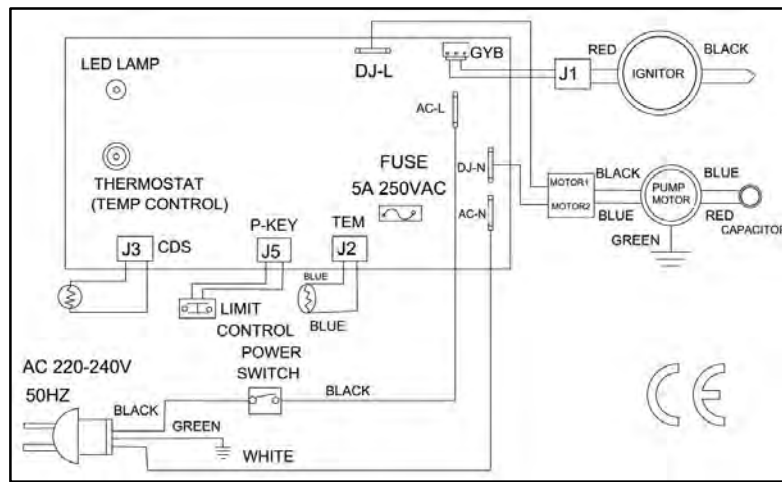 LED LAMP
DJ-L
GYB
J1
RED
BLACK
IGNITOR
AC-L
THERMOSTAT
(TEMP CONTROL)
FUSE
5A 250VAC
DJ-N
AC-N
MOTOR1
MOTOR2
BLACK
BLUE
PUMP
MOTOR
BLUE
RED
CAPACITOR
GREEN
J3
CDS
P-KEY
J5
TEM
J2
BLUE
BLUE
LIMIT
CONTROL
POWER
SWITCH
AC 220-240V
50HZ
BLACK
BLACK
GREEN
WHITE
CE